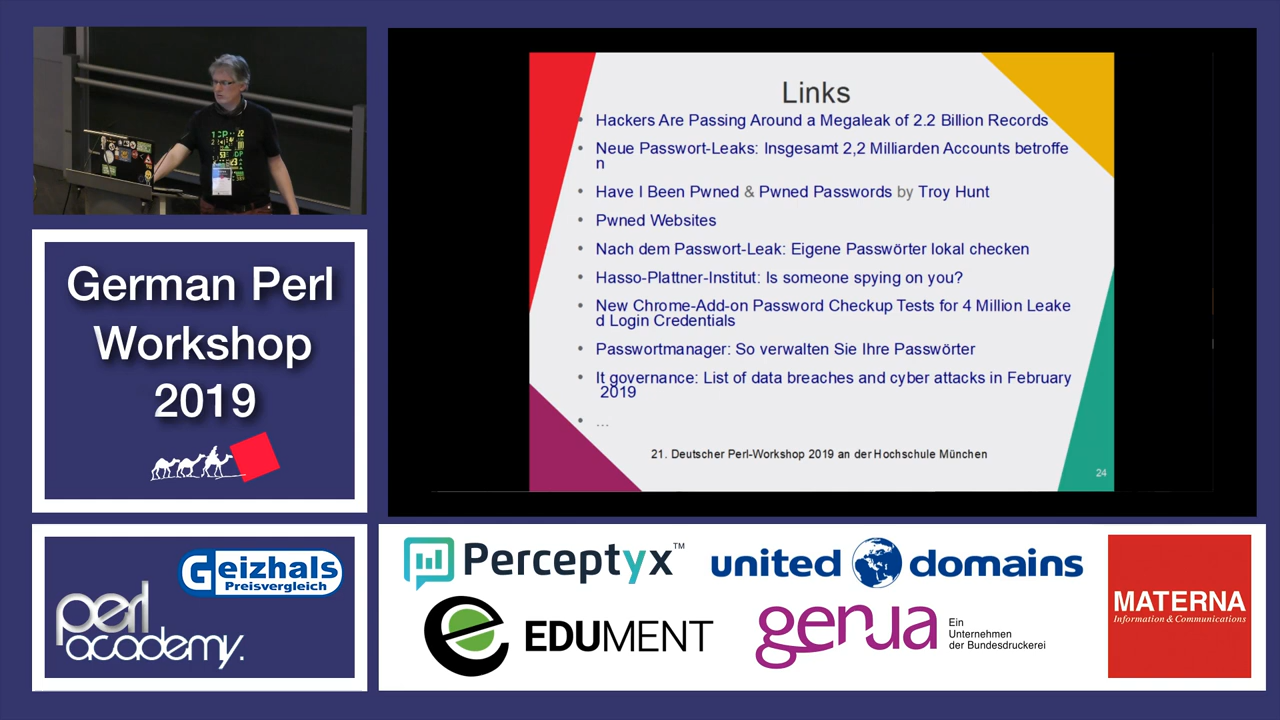 Links
Hackers Are Passing Around a Megaleak of 2.2 Billion Records
Neue Passwort-Leaks: Insgesamt 2,2 Milliarden Accounts betroffe
n
Have I Been Pwned & Pwned Passwords by Troy Hunt
Pwned Websites
Nach dem Passwort-Leak: Eigene Passwörter lokal checken
Hasso-Plattner-Institut: Is someone spying on you?
New Chrome-Add-on Password Checkup Tests for 4 Million Leake
d Login Credentials
Passwortmanager: So verwalten Sie Ihre Passwörter
It governance: List of data breaches and cyber attacks in February
2019
...
21. Deutscher Perl-Workshop 2019 an der Hochschule München
24
German Perl
Workshop
2019
Geizhals
Preisvergleich
perl
academy.
Perceptyx™
united domains
EDUMENT
genua
Ein
Unternehmen
der Bundesdruckerei
MATERNA
Information & Communications